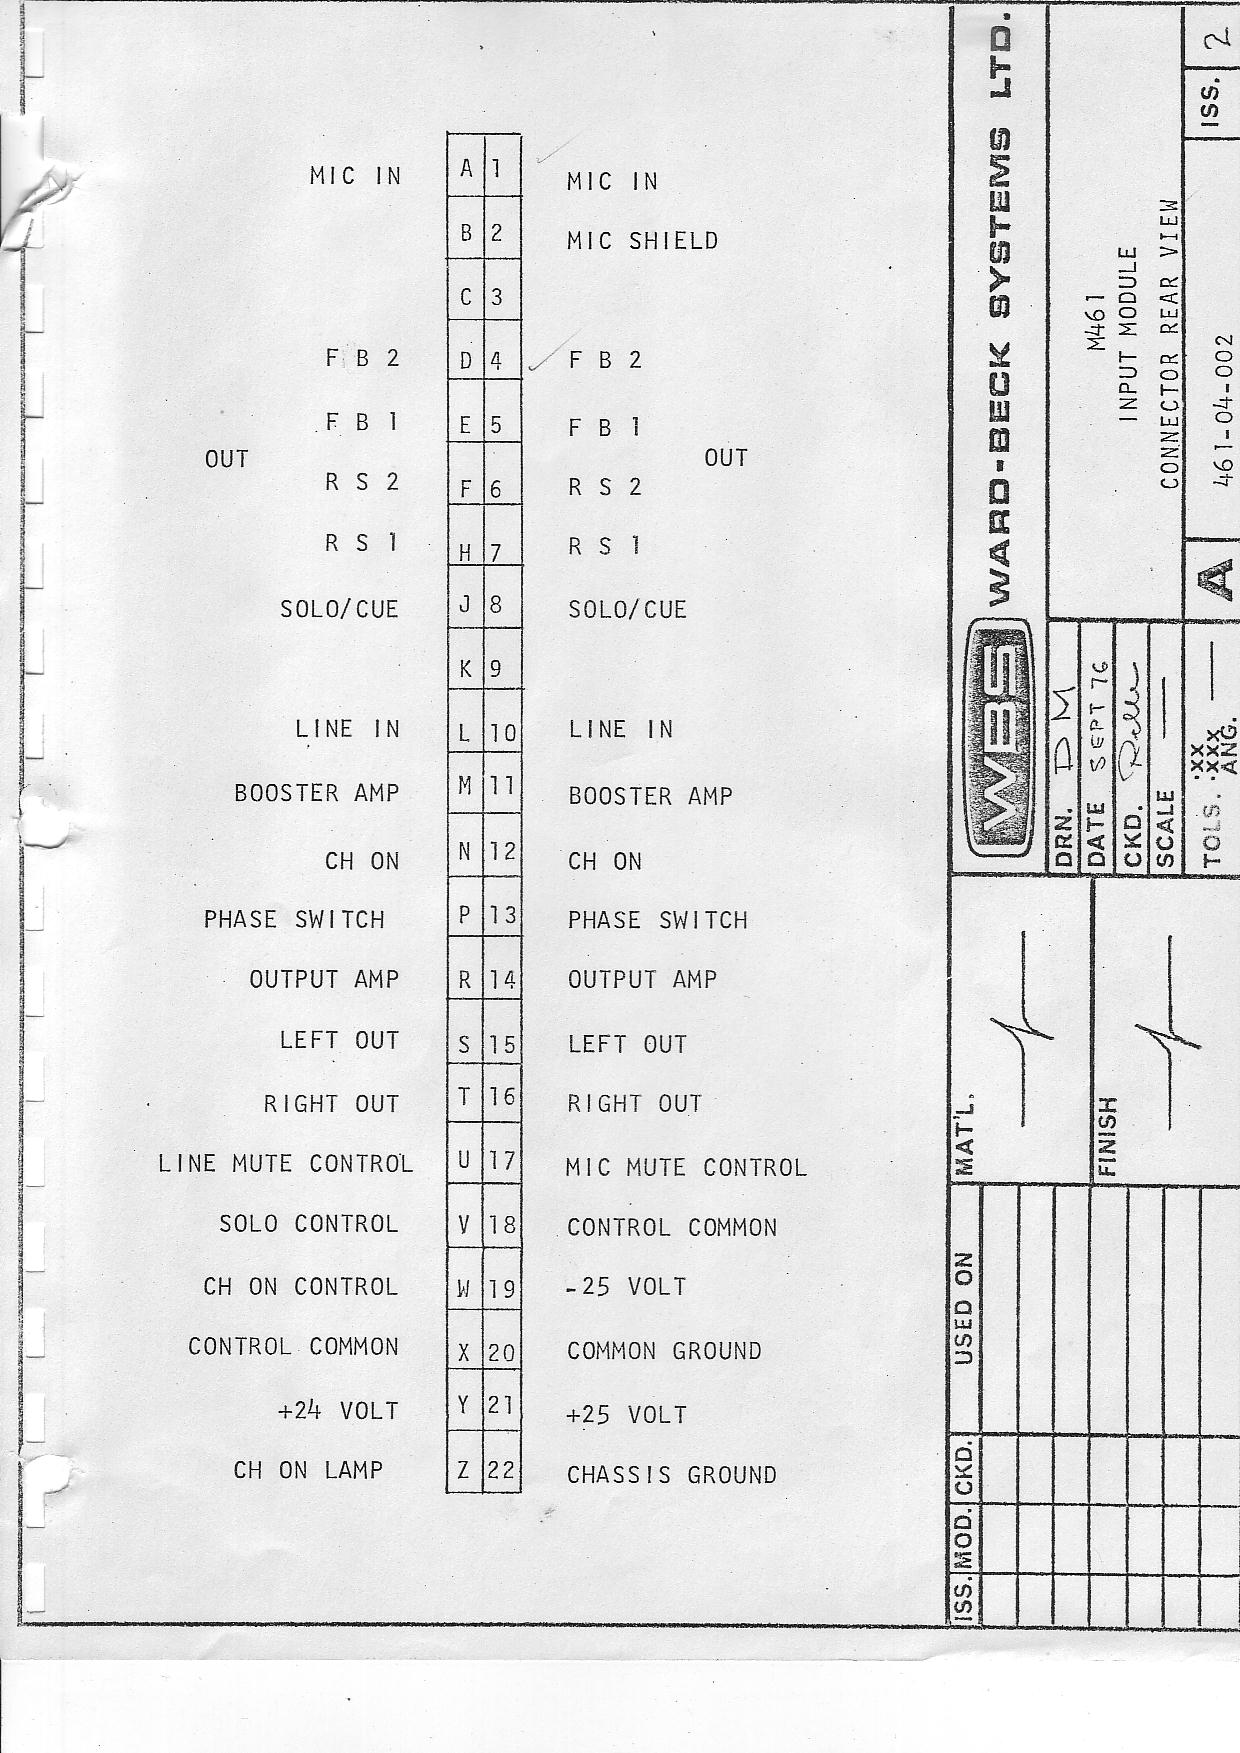 MIC IN A 1 MIC IN
B 2 MIC SHIELD
C 3
F B 2 D 4 F B 2
F B 1 E 5 F B 1
OUT OUT
R S 2 F 6 R S 2
R S 1 H 7 R S 1
SOLO/CUE J 8 SOLO/CUE
K 9
LINE IN L 10 LINE IN
BOOSTER AMP M 11 BOOSTER AMP
CH ON N 12 CH ON
PHASE SWITCH P 13 PHASE SWITCH
OUTPUT AMP R 14 OUTPUT AMP
LEFT OUT S 15 LEFT OUT
RIGHT OUT T 16 RIGHT OUT
LINE MUTE CONTROL U 17 MIC MUTE CONTROL
SOLO CONTROL V 18 CONTROL COMMON
CH ON CONTROL W 19 -25 VOLT
CONTROL COMMON X 20 COMMON GROUND
+24 VOLT Y 21 +25 VOLT
CH ON LAMP Z 22 CHASSIS GROUND
WBS WARD-BECK SYSTEMS LTD.
M461
INPUT MODULE
CONNECTOR REAR VIEW
A 461-04-002 ISS. 2
DRN. DM
DATE SEPT 76
CKD.
SCALE —
TOLS. .XX
.XXX —
ANG.
MAT'L.
FINISH
ISS. MOD. CKD. USED ON